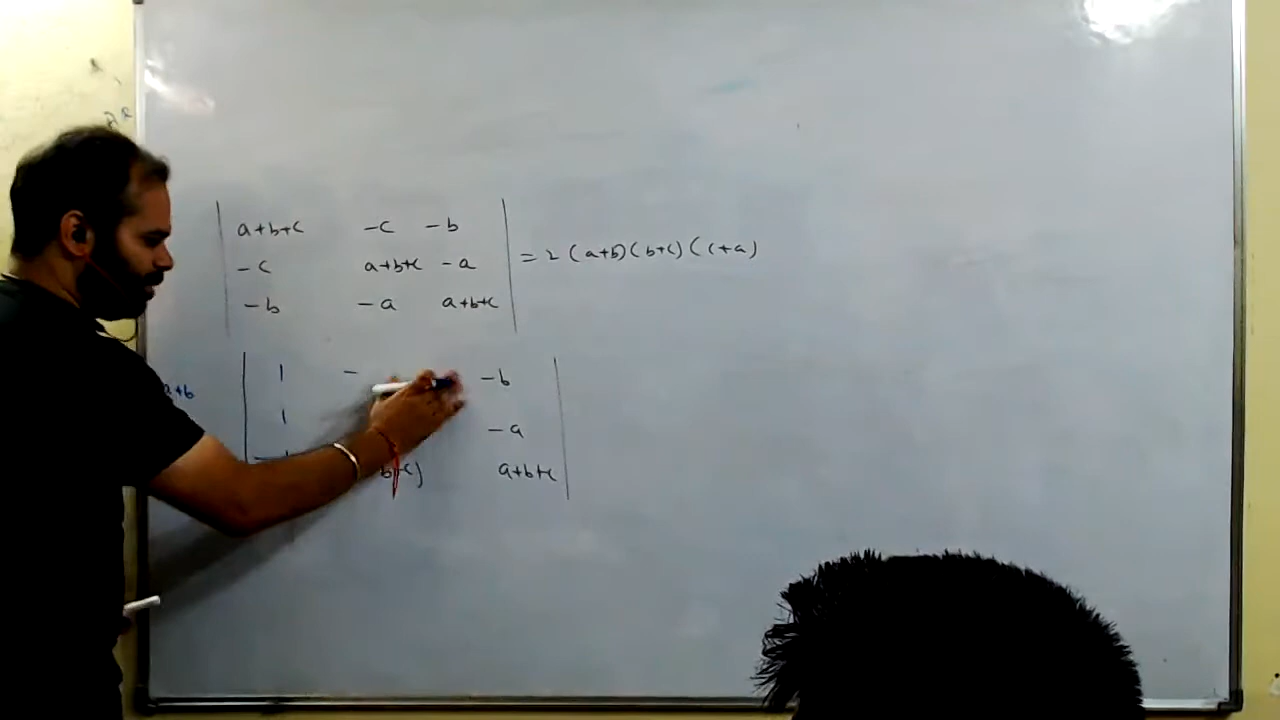 a+b+c -c -b
-c a+b+c -a = 2 (a+b)(b+c)(c+a)
-b -a a+b+c
a+b 1 - -b
1 -a
b+c) a+b+c